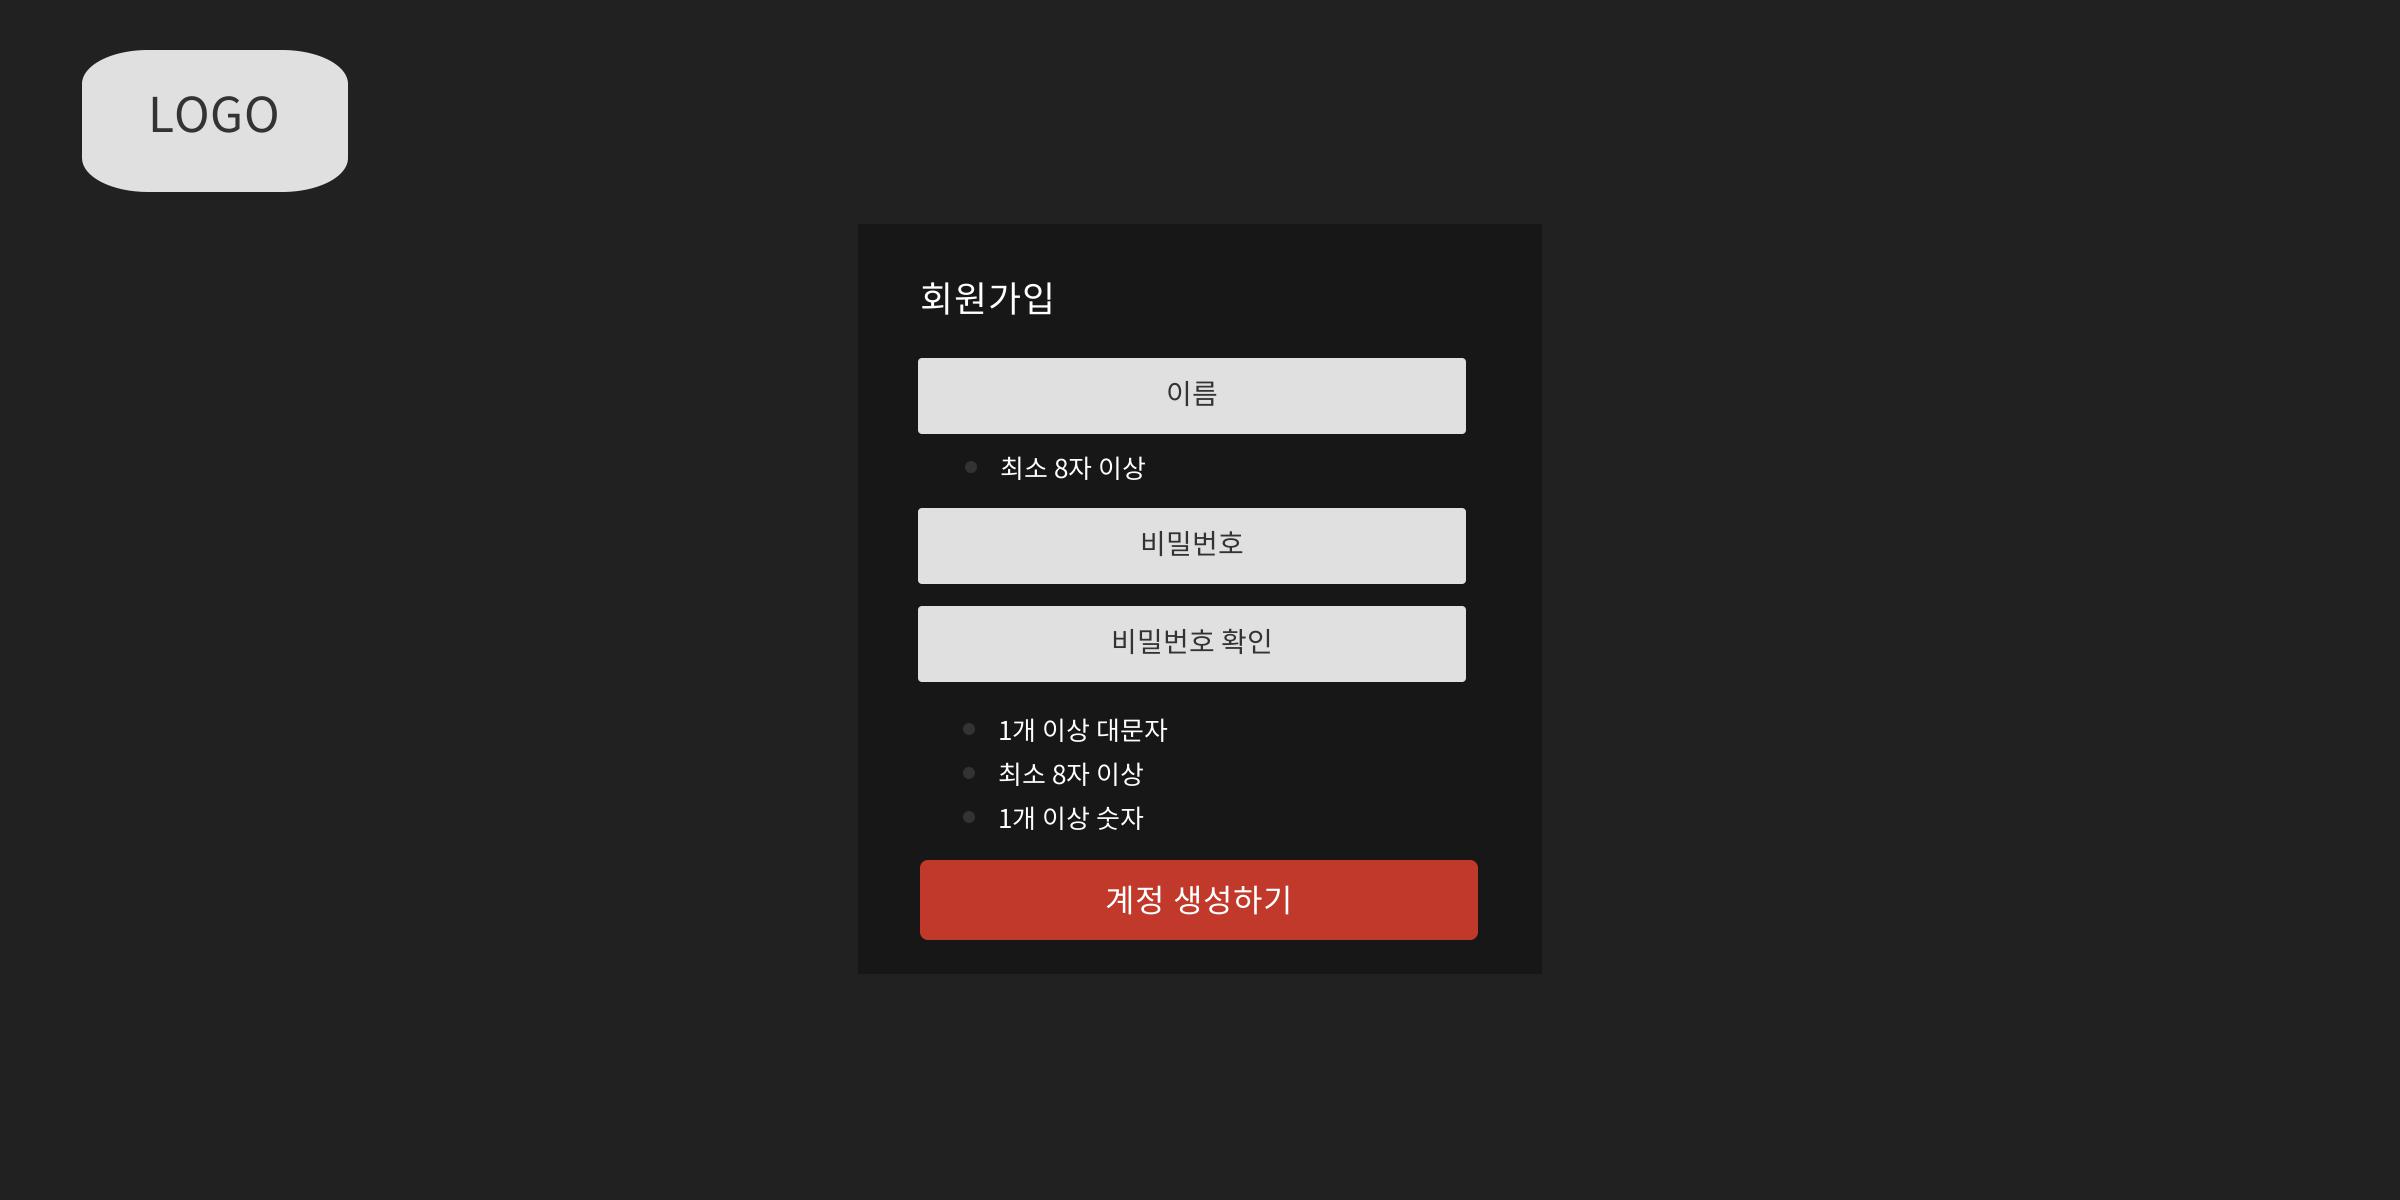 LOGO
회원가입
이름
최소 8자 이상
비밀번호
비밀번호 확인
1개 이상 대문자
최소 8자 이상
1개 이상 숫자
계정 생성하기